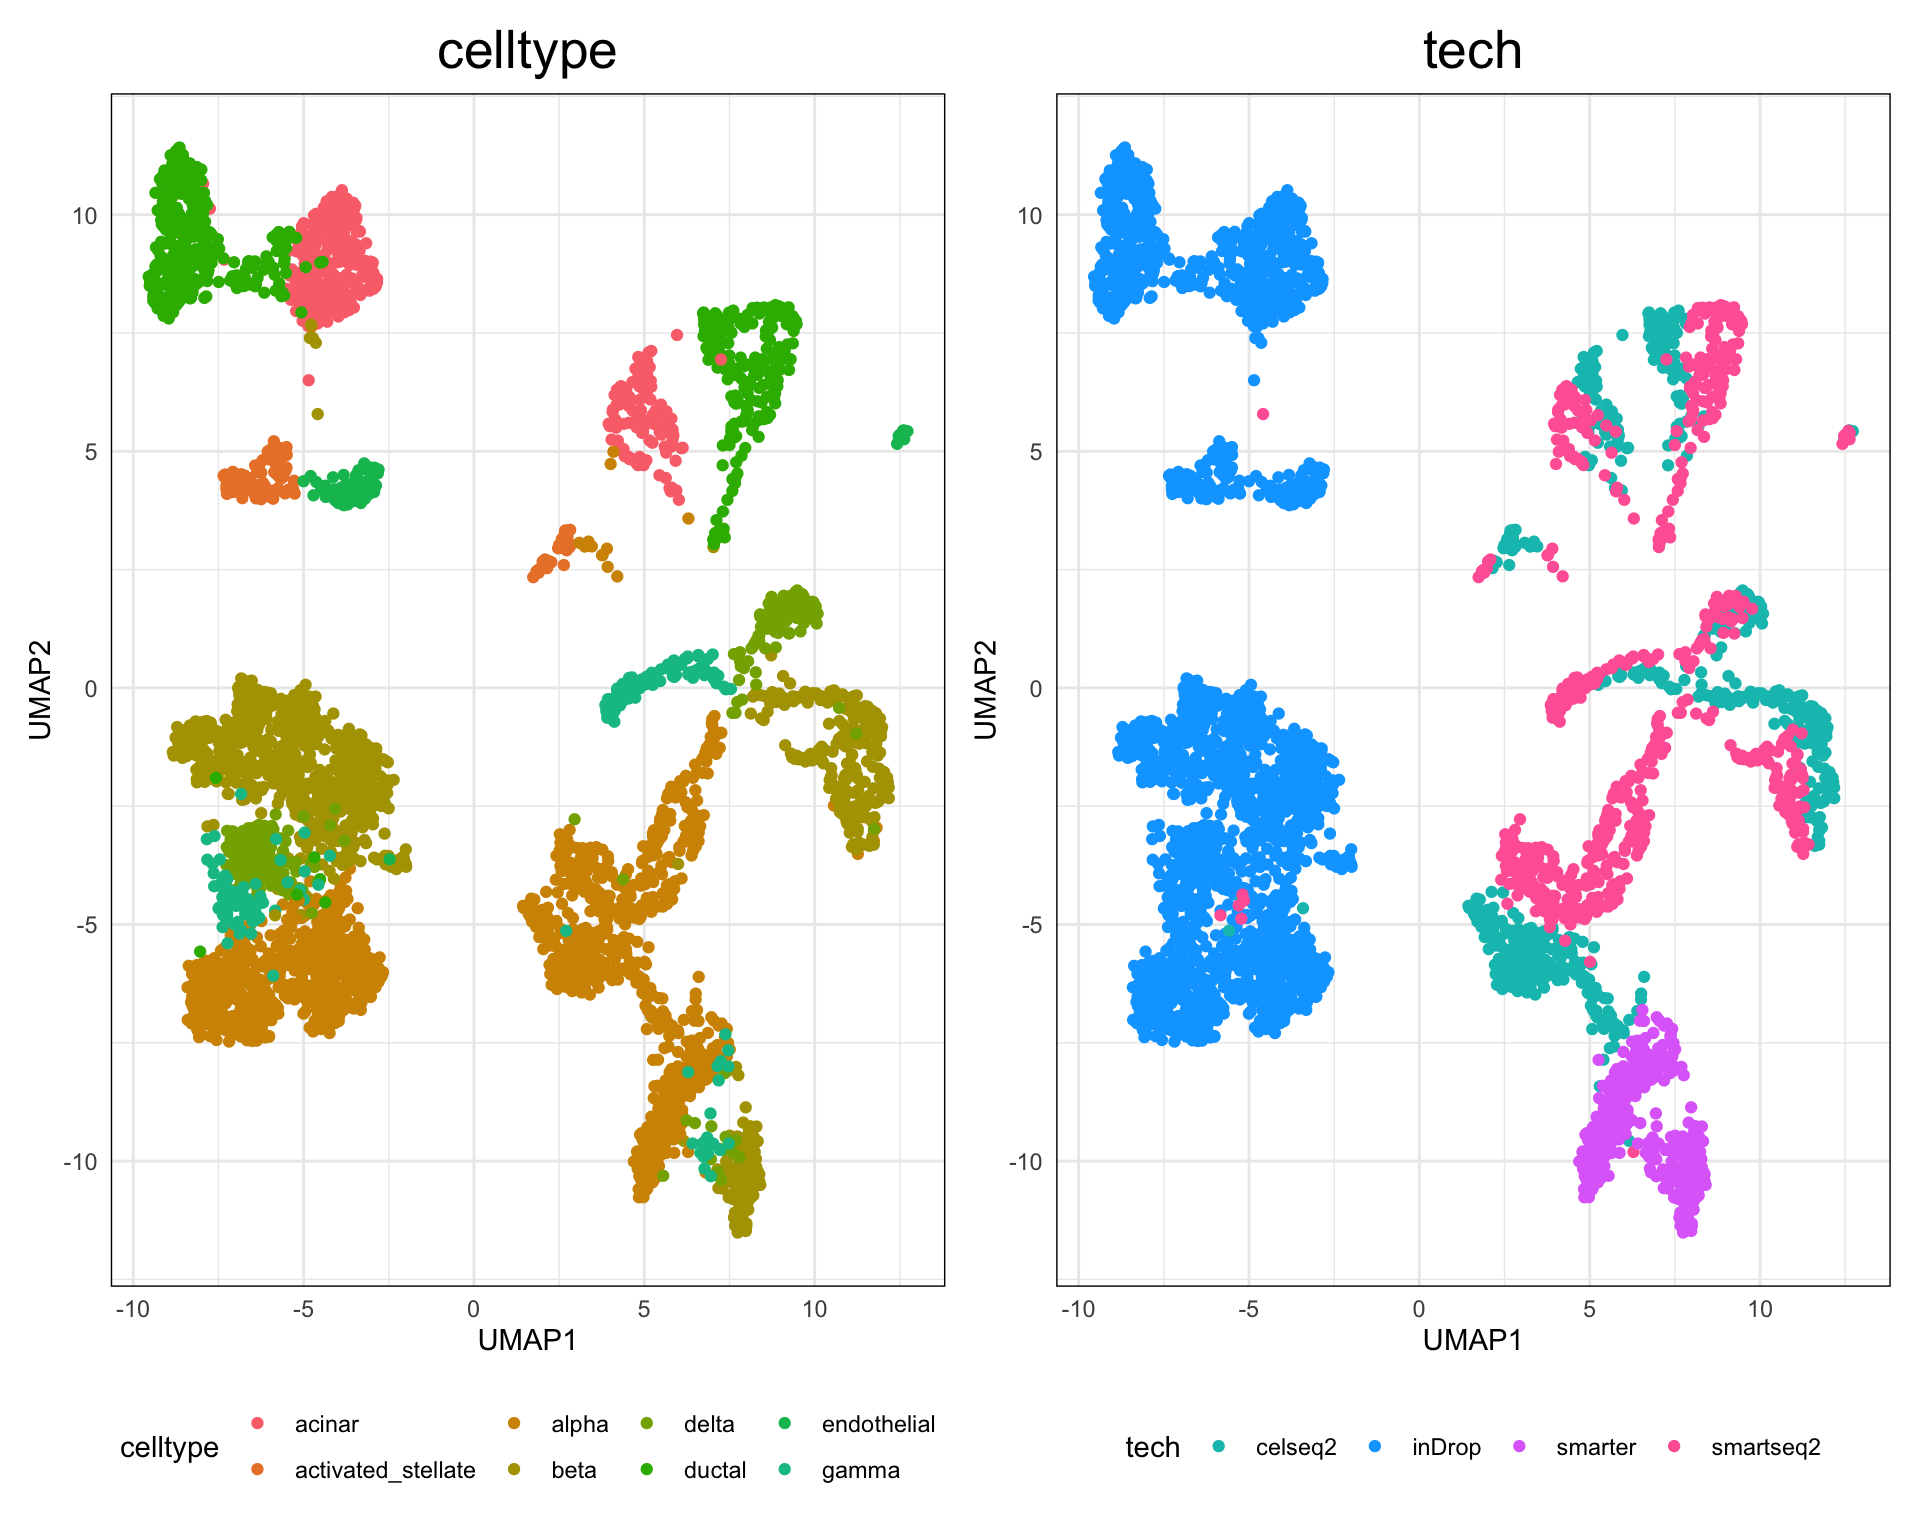 celltype
tech
10
5
0
-5
-10
UMAP2
-10 -5 0 5 10
UMAP1
10
5
0
-5
-10
UMAP2
-10 -5 0 5 10
UMAP1
celltype
acinar alpha delta endothelial
activated_stellate beta ductal gamma
tech celseq2 inDrop smarter smartseq2